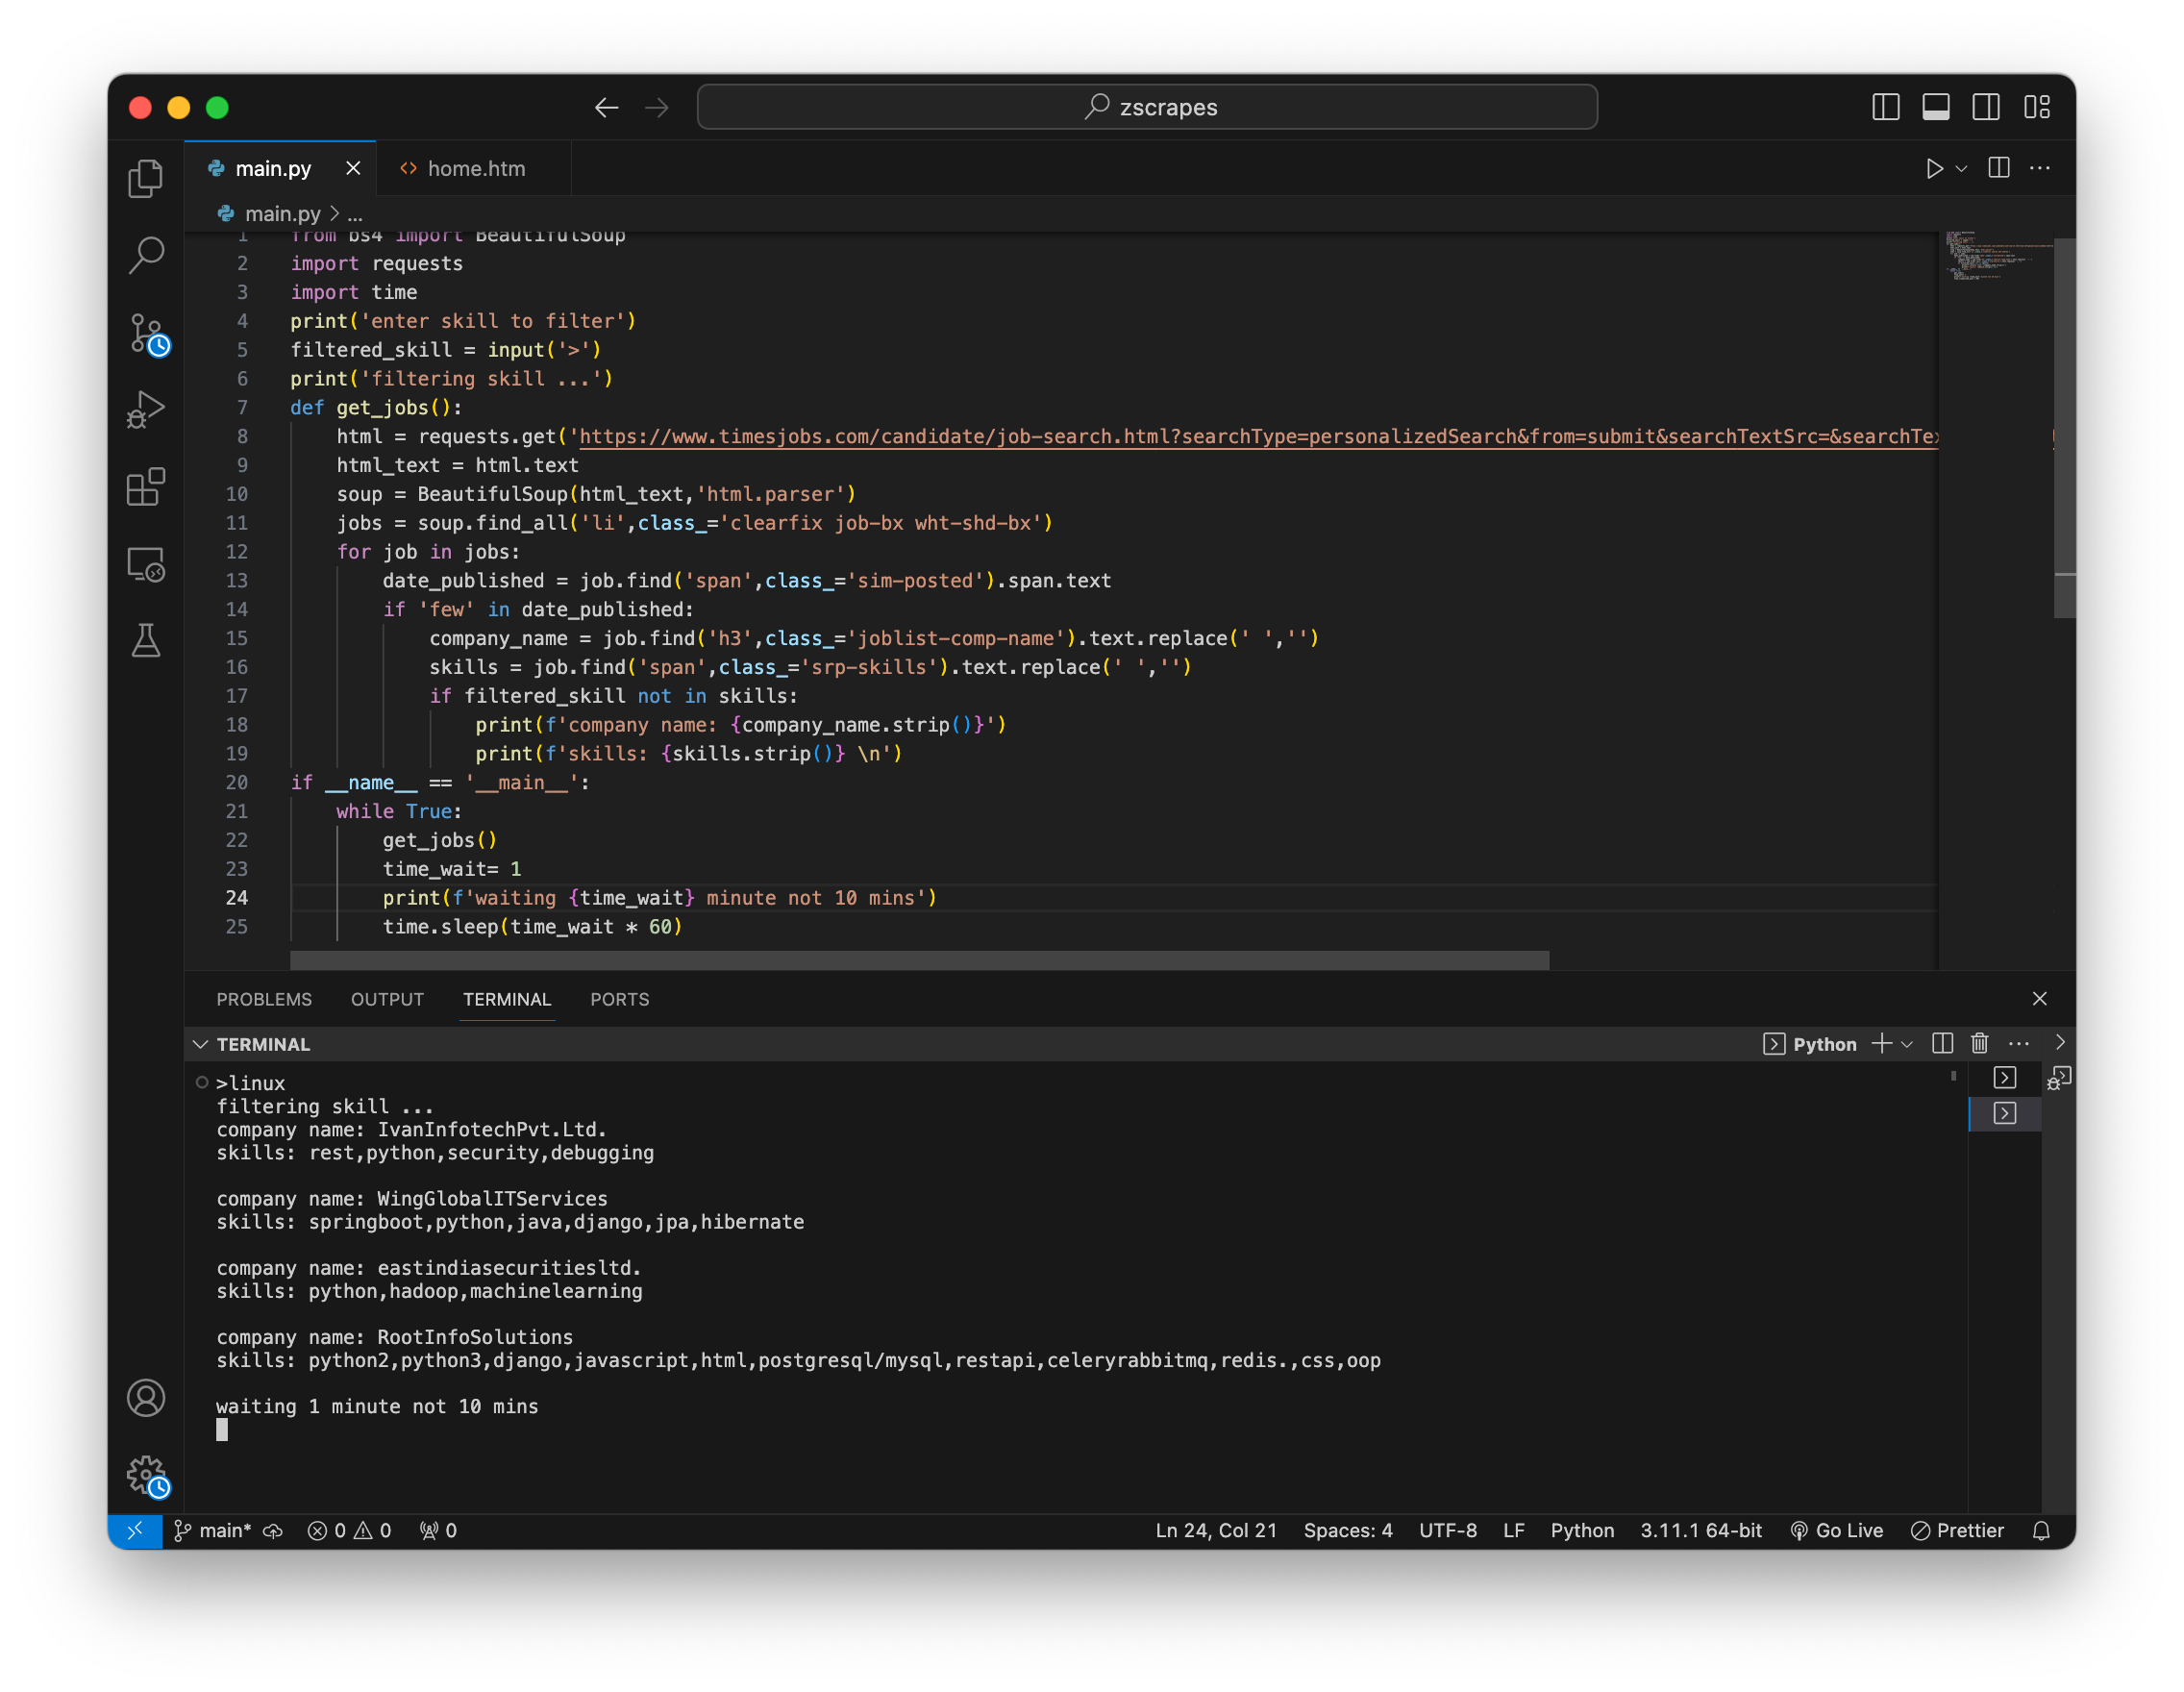 zscrapes
main.py
home.htm
main.py > ...
1 from bs4 import BeautifulSoup
2 import requests
3 import time
4 print('enter skill to filter')
5 filtered_skill = input('>')
6 print('filtering skill ...')
7 def get_jobs():
8 html = requests.get('https://www.timesjobs.com/candidate/job-search.html?searchType=personalizedSearch&from=submit&searchTextSrc=&searchTex
9 html_text = html.text
10 soup = BeautifulSoup(html_text,'html.parser')
11 jobs = soup.find_all('li',class_='clearfix job-bx wht-shd-bx')
12 for job in jobs:
13 date_published = job.find('span',class_='sim-posted').span.text
14 if 'few' in date_published:
15 company_name = job.find('h3',class_='joblist-comp-name').text.replace(' ','')
16 skills = job.find('span',class_='srp-skills').text.replace(' ','')
17 if filtered_skill not in skills:
18 print(f'company name: {company_name.strip()}')
19 print(f'skills: {skills.strip()} \n')
20 if __name__ == '__main__':
21 while True:
22 get_jobs()
23 time_wait= 1
24 print(f'waiting {time_wait} minute not 10 mins')
25 time.sleep(time_wait * 60)
PROBLEMS OUTPUT TERMINAL PORTS
TERMINAL
Python
>linux
filtering skill ...
company name: IvanInfotechPvt.Ltd.
skills: rest,python,security,debugging
company name: WingGlobalITServices
skills: springboot,python,java,django,jpa,hibernate
company name: eastindiasecuritiesltd.
skills: python,hadoop,machinelearning
company name: RootInfoSolutions
skills: python2,python3,django,javascript,html,postgresql/mysql,restapi,celeryrabbitmq,redis.,css,oop
waiting 1 minute not 10 mins
main* 0 0 0 Ln 24, Col 21 Spaces: 4 UTF-8 LF Python 3.11.1 64-bit Go Live Prettier